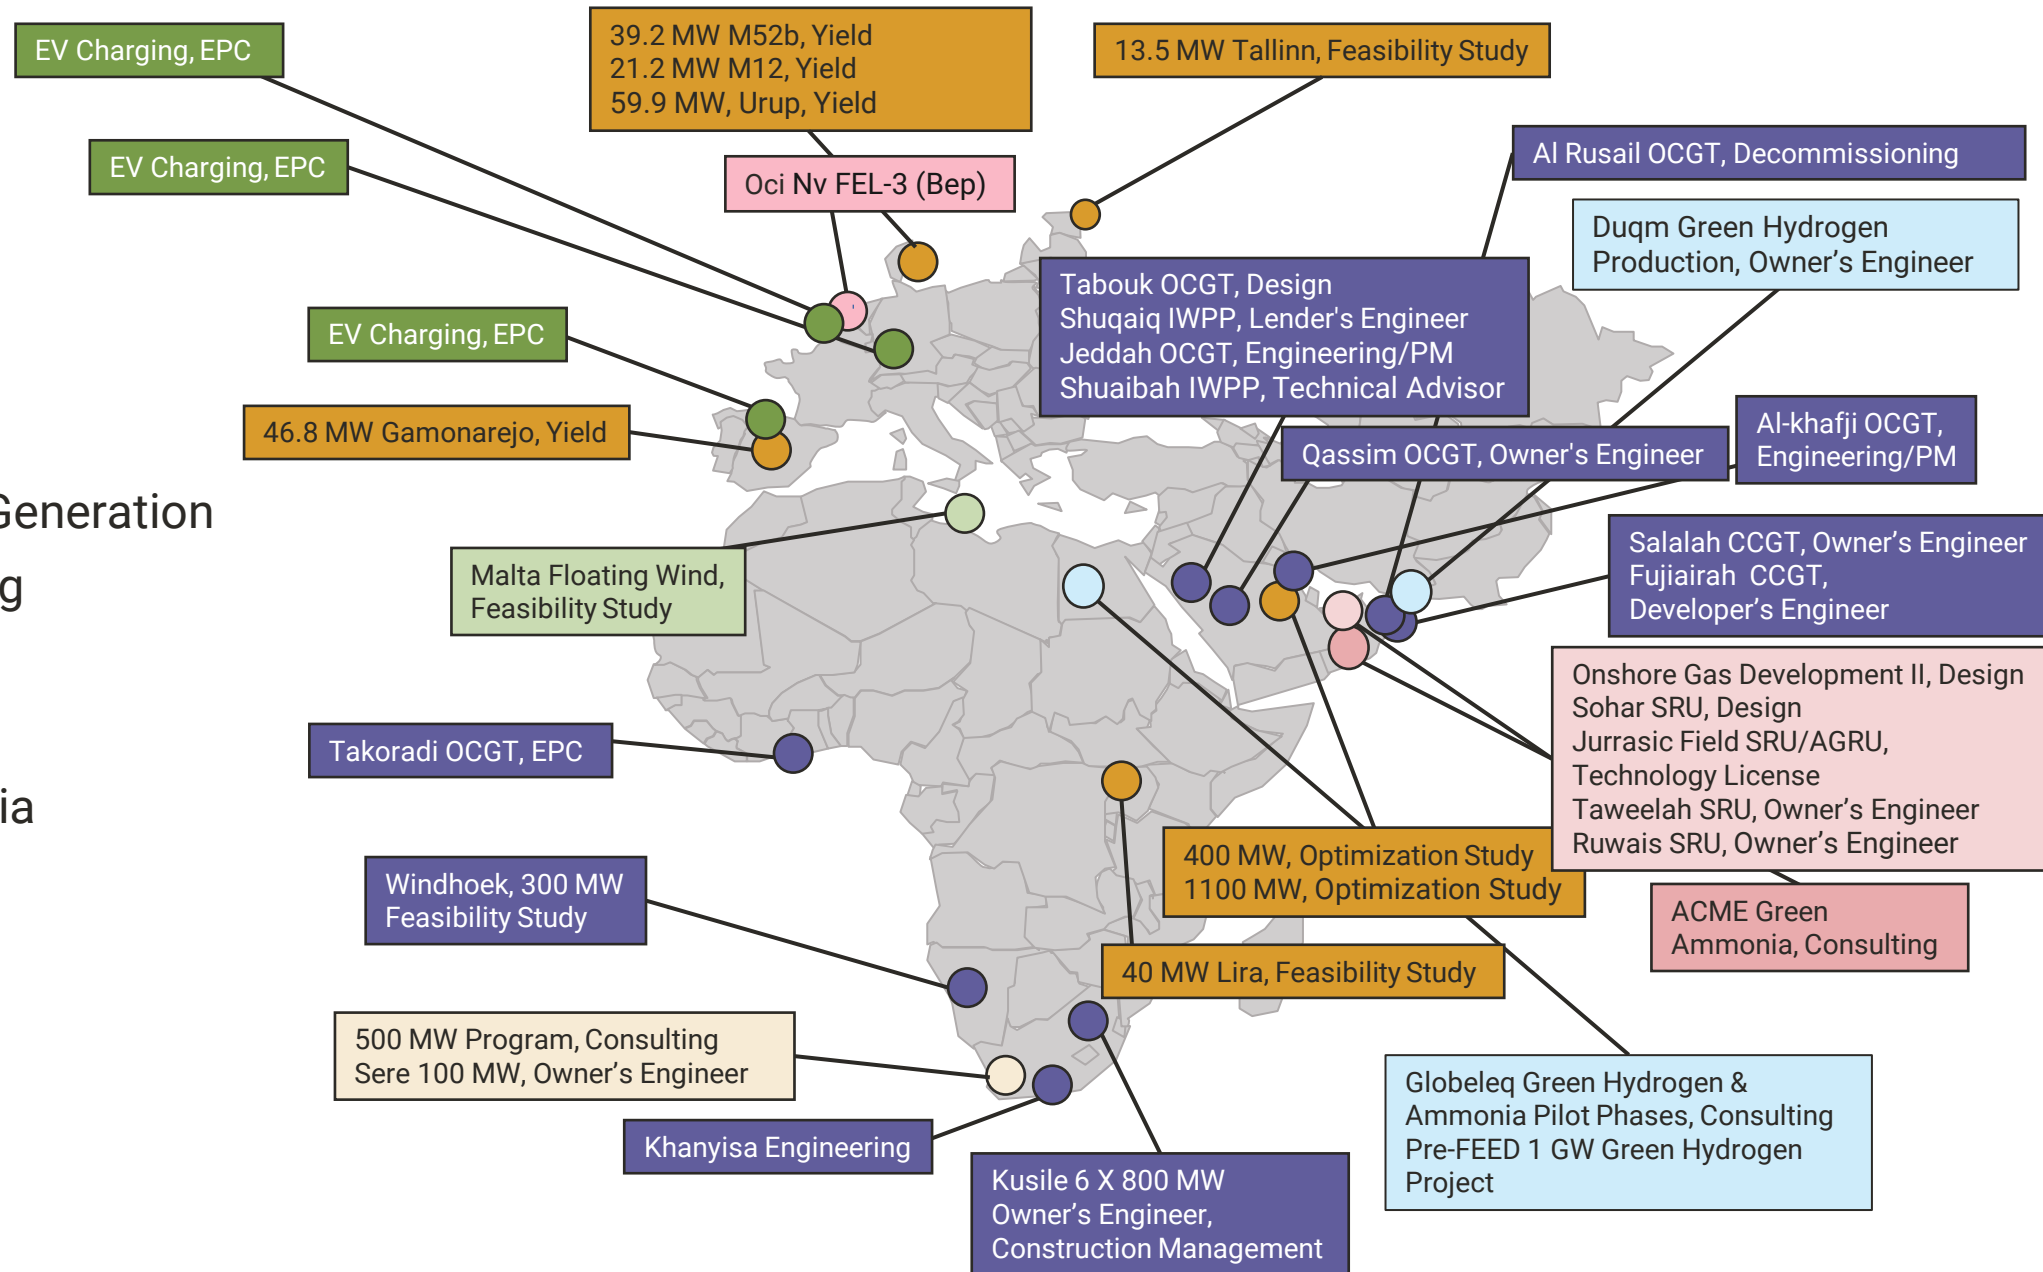 EV Charging, EPC
39.2 MW M52b, Yield
21.2 MW M12, Yield
59.9 MW, Urup, Yield
13.5 MW Tallinn, Feasibility Study
EV Charging, EPC
Oci Nv FEL-3 (Bep)
Al Rusail OCGT, Decommissioning
Duqm Green Hydrogen
Production, Owner’s Engineer
Tabouk OCGT, Design
Shuqaiq IWPP, Lender's Engineer
Jeddah OCGT, Engineering/PM
Shuaibah IWPP, Technical Advisor
EV Charging, EPC
46.8 MW Gamonarejo, Yield
Qassim OCGT, Owner's Engineer
Al-khafji OCGT,
Engineering/PM
Generation
g
ia
Malta Floating Wind,
Feasibility Study
Salalah CCGT, Owner’s Engineer
Fujiairah CCGT,
Developer’s Engineer
Onshore Gas Development II, Design
Sohar SRU, Design
Jurrasic Field SRU/AGRU,
Technology License
Taweelah SRU, Owner’s Engineer
Ruwais SRU, Owner’s Engineer
Takoradi OCGT, EPC
400 MW, Optimization Study
1100 MW, Optimization Study
Windhoek, 300 MW
Feasibility Study
ACME Green
Ammonia, Consulting
40 MW Lira, Feasibility Study
500 MW Program, Consulting
Sere 100 MW, Owner’s Engineer
Khanyisa Engineering
Kusile 6 X 800 MW
Owner’s Engineer,
Construction Management
Globeleq Green Hydrogen &
Ammonia Pilot Phases, Consulting
Pre-FEED 1 GW Green Hydrogen
Project